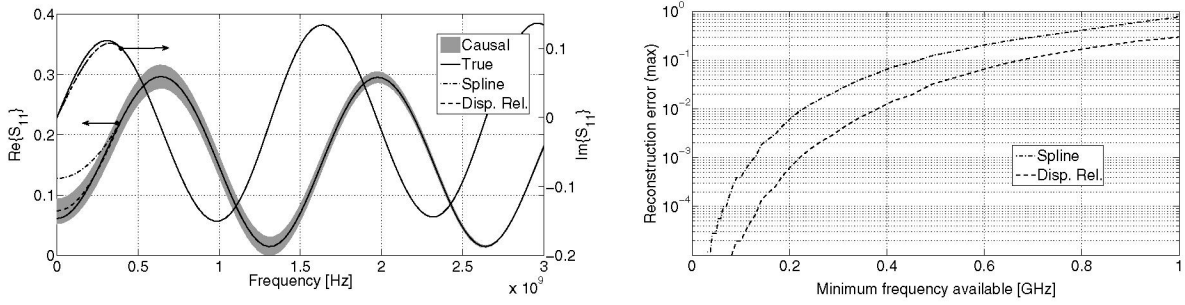 0.4
0.3
0.2
0.1
0
Re{S11}
0 0.5 1 1.5 2 2.5 3
Frequency [Hz]
x 10^9
0.1
0
-0.1
-0.2
Im{S11}
Causal
True
Spline
Disp. Rel.
10^0
10^-1
10^-2
10^-3
10^-4
Reconstruction error (max)
0 0.2 0.4 0.6 0.8 1
Minimum frequency available [GHz]
Spline
Disp. Rel.